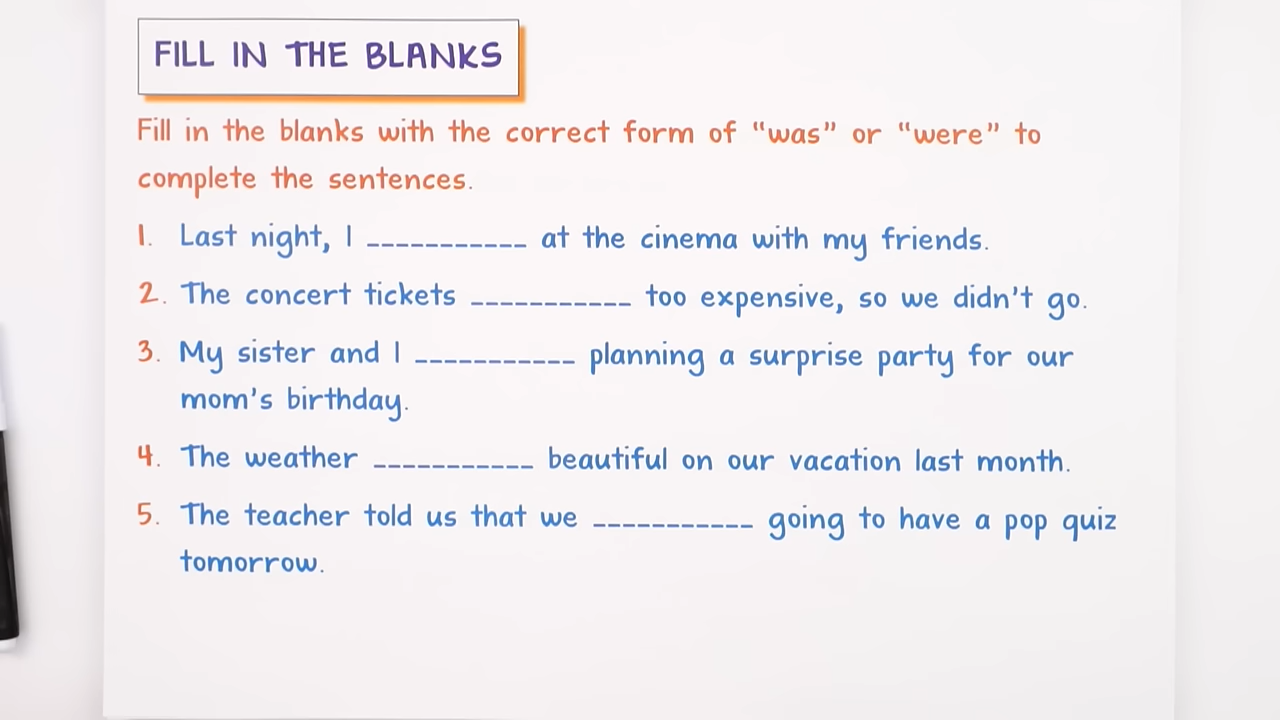 FILL IN THE BLANKS
Fill in the blanks with the correct form of “was” or “were” to
complete the sentences.
1. Last night, I ___________ at the cinema with my friends.
2. The concert tickets ___________ too expensive, so we didn't go.
3. My sister and I ___________ planning a surprise party for our
mom's birthday.
4. The weather ___________ beautiful on our vacation last month.
5. The teacher told us that we ___________ going to have a pop quiz
tomorrow.